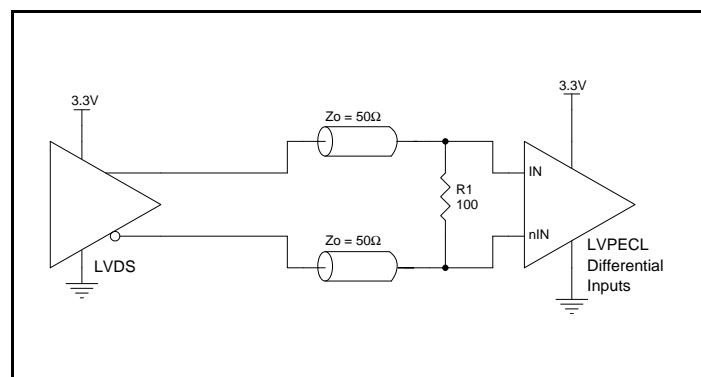 3.3V
3.3V
Zo = 50Ω
IN
R1
100
nIN
Zo = 50Ω
LVDS
LVPECL
Differential
Inputs